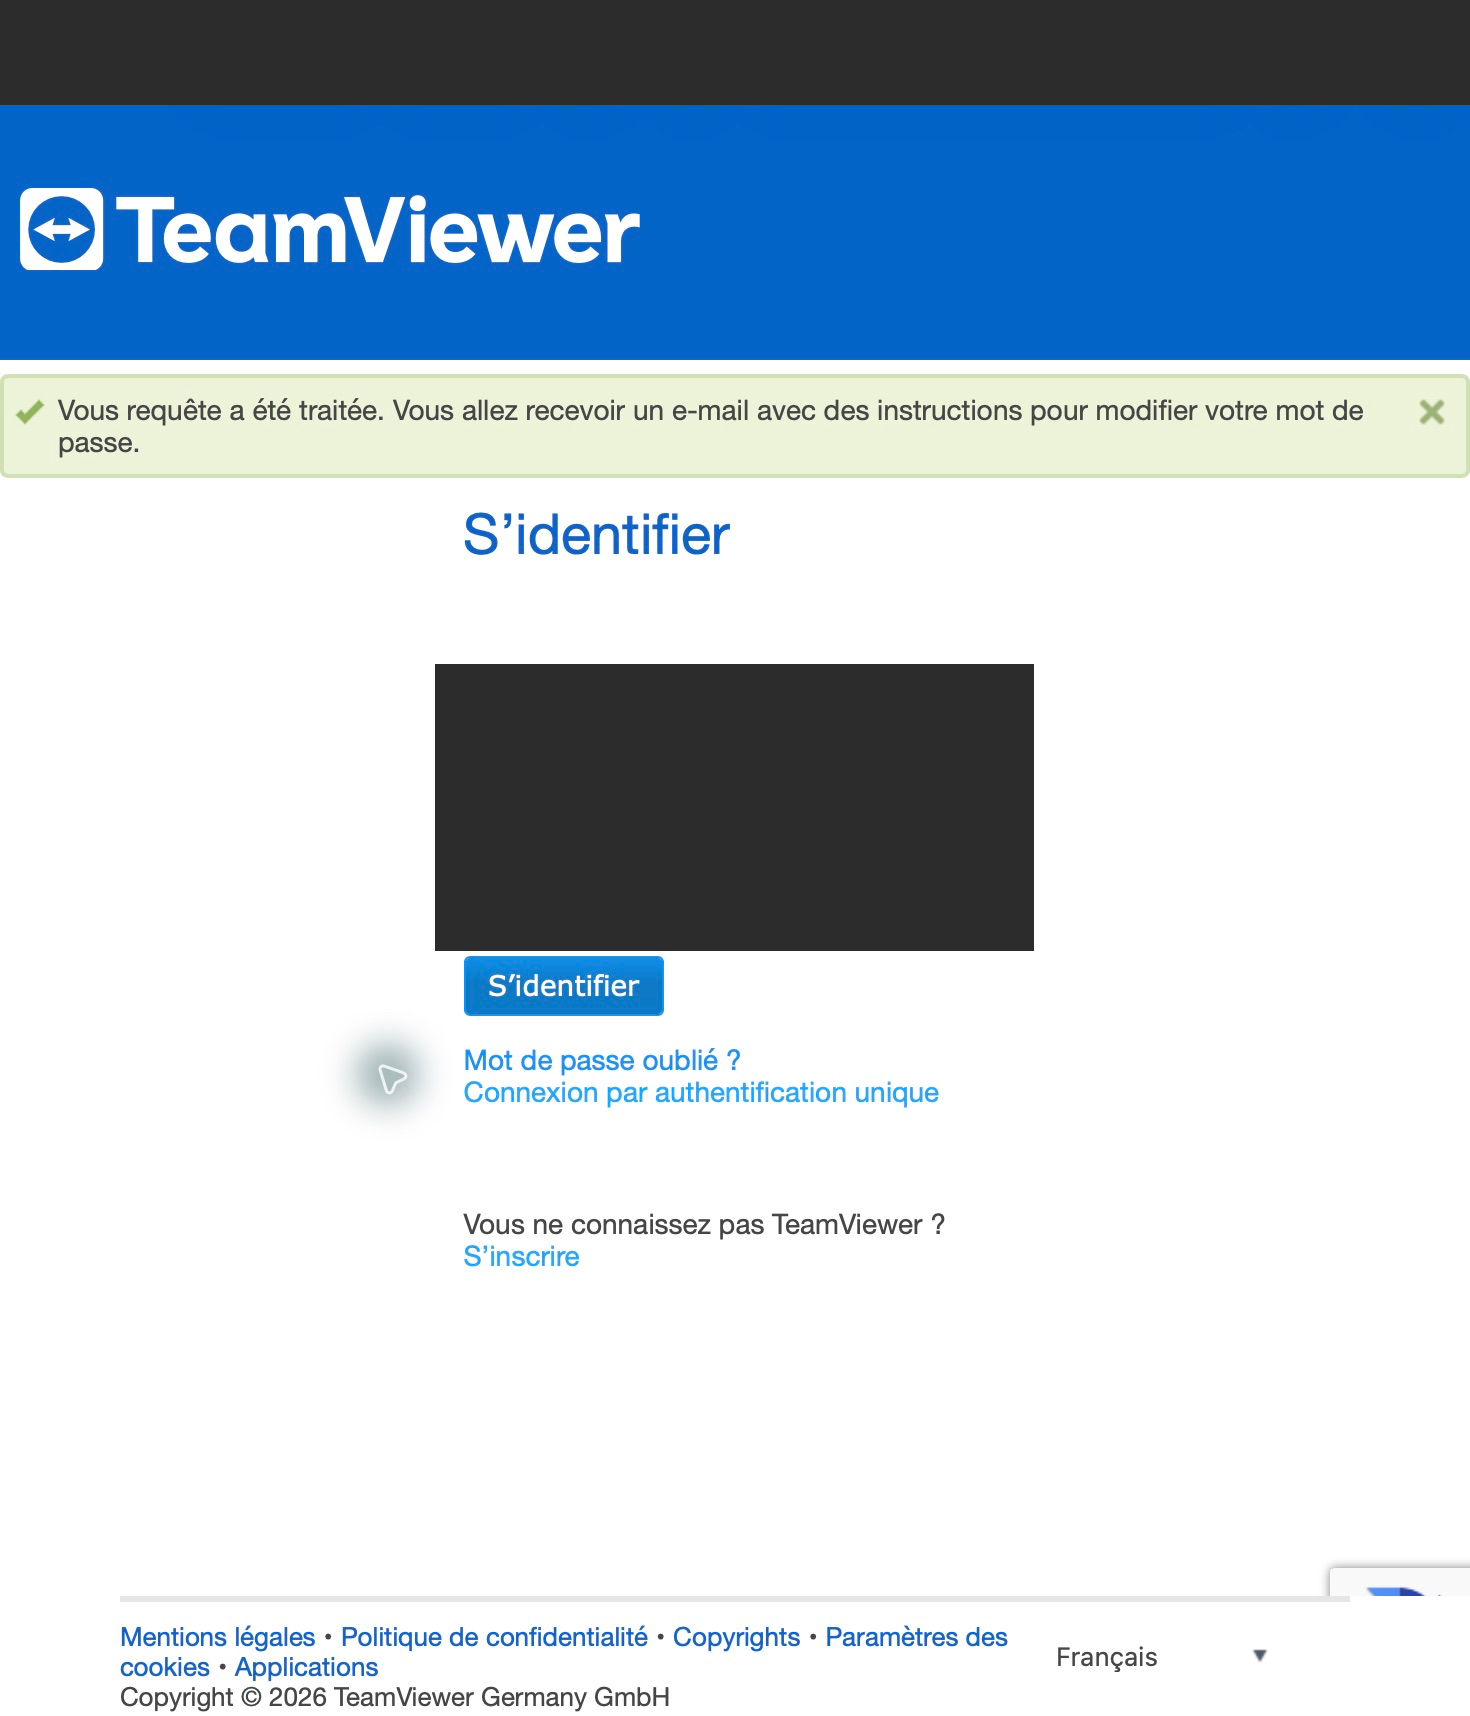 TeamViewer
Vous requête a été traitée. Vous allez recevoir un e-mail avec des instructions pour modifier votre mot de
passe.
S’identifier
S’identifier
Mot de passe oublié ?
Connexion par authentification unique
Vous ne connaissez pas TeamViewer ?
S’inscrire
Mentions légales • Politique de confidentialité • Copyrights • Paramètres des
cookies • Applications
Français
Copyright © 2026 TeamViewer Germany GmbH